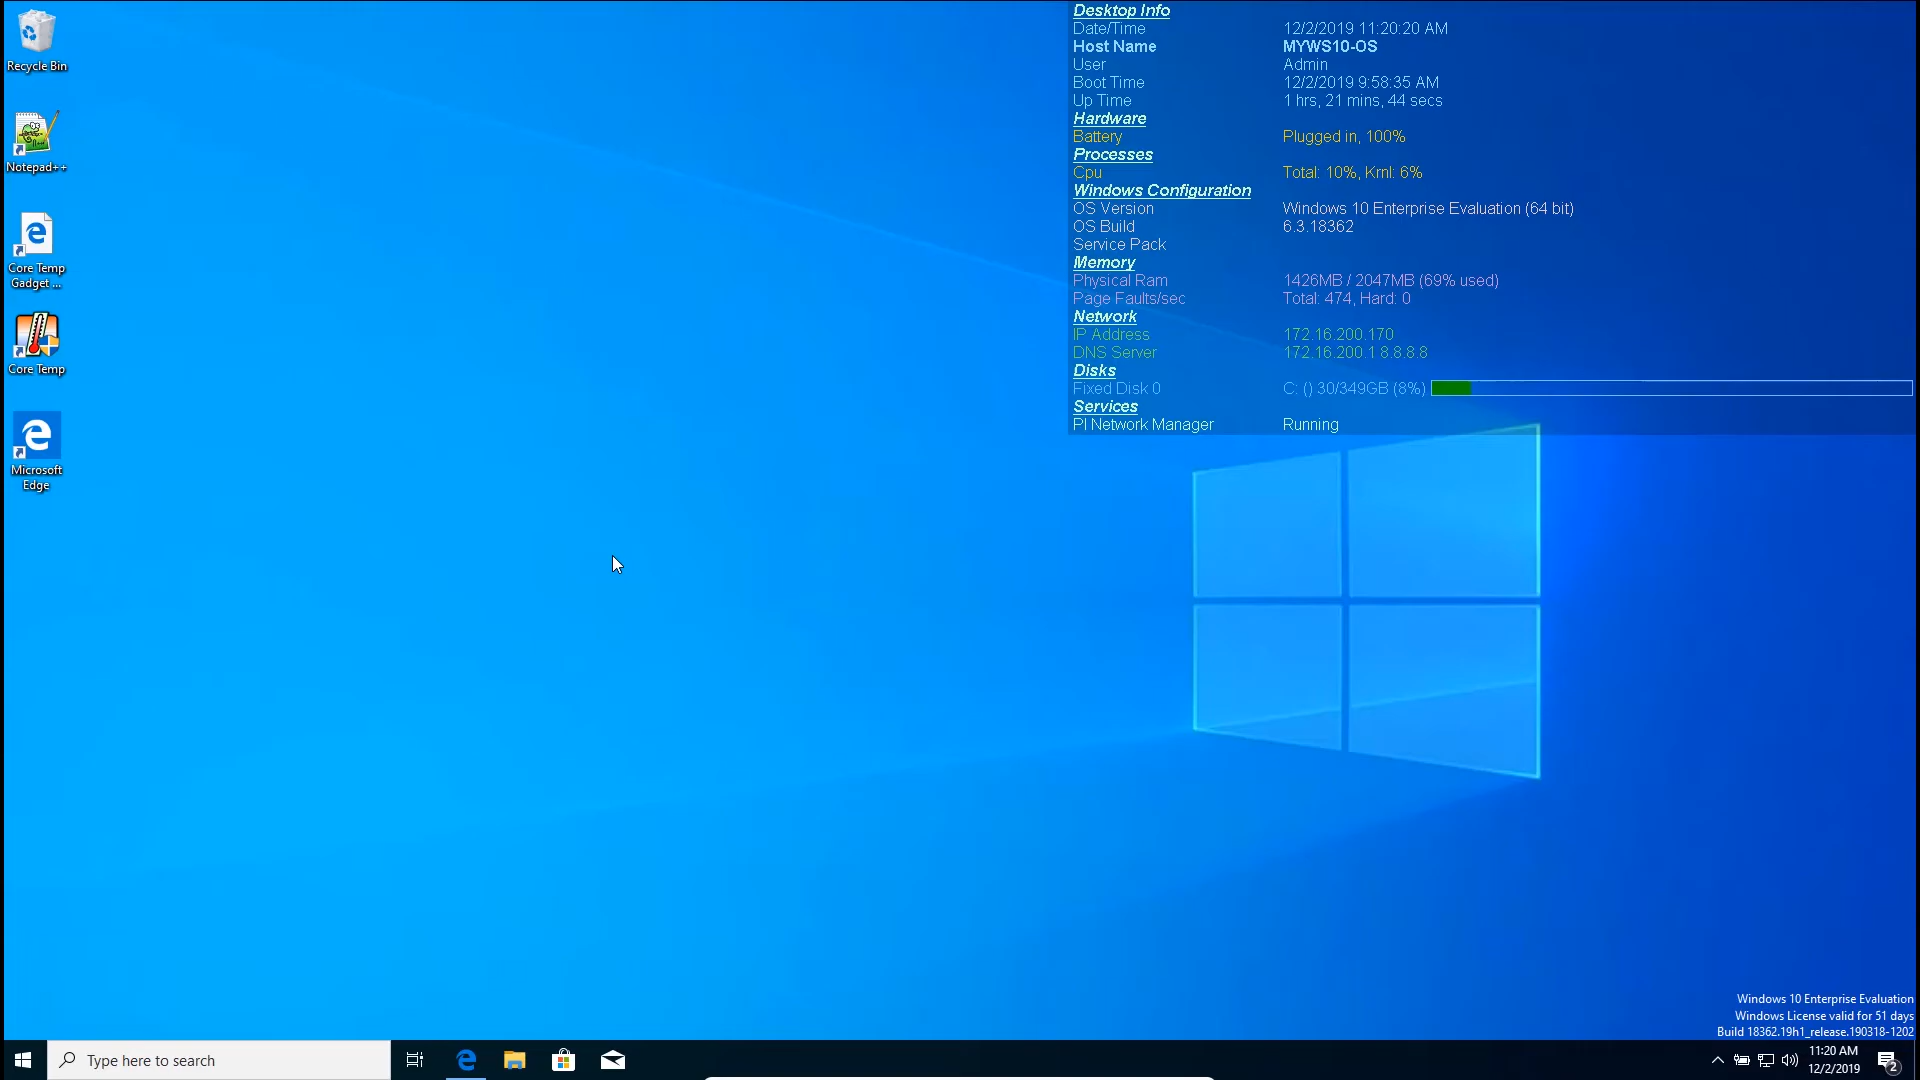 Desktop Info
Date/Time 12/2/2019 11:20:20 AM
Host Name MYWS10-OS
User Admin
Boot Time 12/2/2019 9:58:35 AM
Up Time 1 hrs, 21 mins, 44 secs
Hardware
Battery Plugged in, 100%
Processes
Cpu Total: 10%, Krnl: 6%
Windows Configuration
OS Version Windows 10 Enterprise Evaluation (64 bit)
OS Build 6.3.18362
Service Pack
Memory
Physical Ram 1426MB / 2047MB (69% used)
Page Faults/sec Total: 474, Hard: 0
Network
IP Address 172.16.200.170
DNS Server 172.16.200.1 8.8.8.8
Disks
Fixed Disk 0 C: () 30/349GB (8%)
Services
PI Network Manager Running
Recycle Bin
Notepad++
Core Temp
Gadget ...
Core Temp
Microsoft
Edge
Windows 10 Enterprise Evaluation
Windows License valid for 51 days
Build 18362.19h1_release.190318-1202
Type here to search
11:20 AM
12/2/2019
2